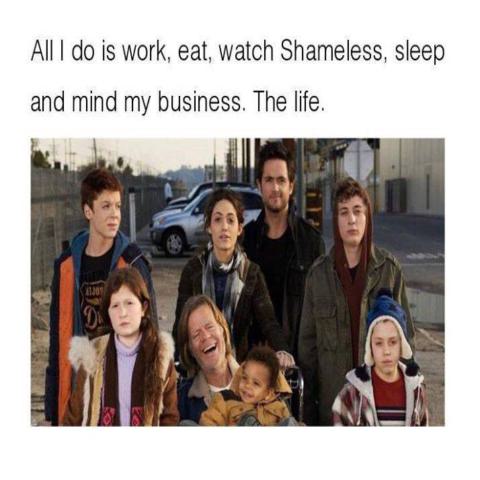 All I do is work, eat, watch Shameless, sleep
and mind my business. The life.